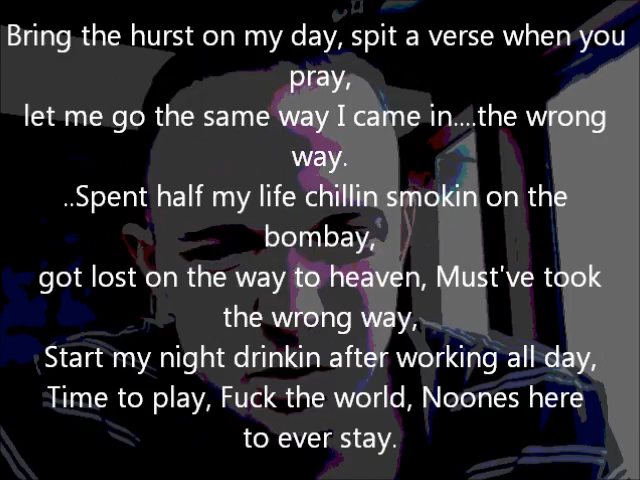 Bring the hurst on my day, spit a verse when you
pray,
let me go the same way I came in....the wrong
way.
..Spent half my life chillin smokin on the
bombay,
got lost on the way to heaven, Must've took
the wrong way,
Start my night drinkin after working all day,
Time to play, Fuck the world, Noones here
to ever stay.